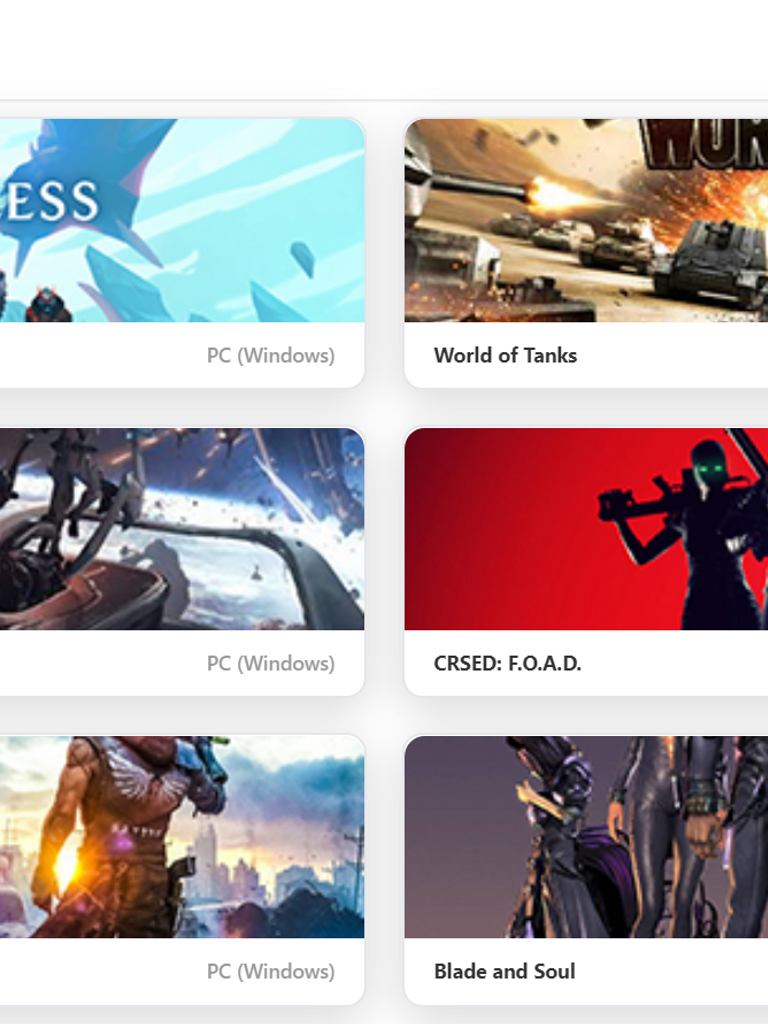 ESS
WOR
PC (Windows)
World of Tanks
PC (Windows)
CRSED: F.O.A.D.
PC (Windows)
Blade and Soul